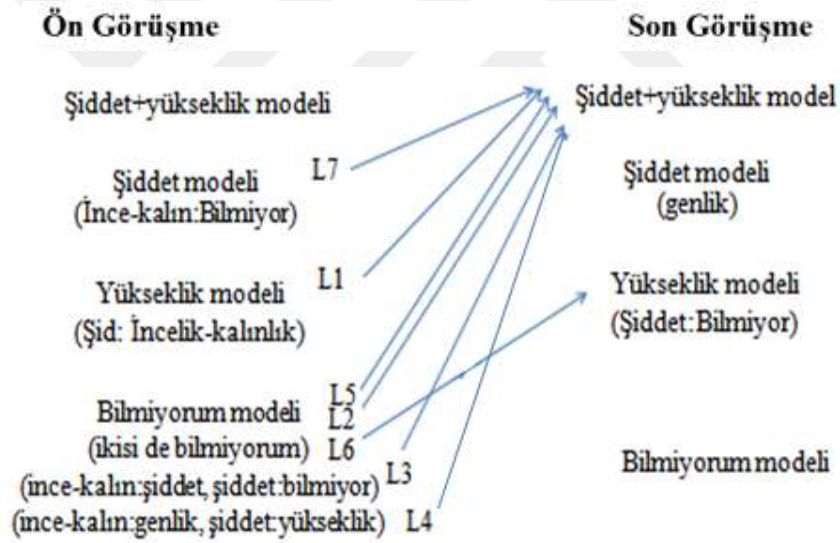 Ön Görüşme
Son Görüşme
Şiddet+yükseklik modeli
Şiddet+yükseklik model
Şiddet modeli
(İnce-kalın:Bilmiyor)
L7
Şiddet modeli
(genlik)
Yükseklik modeli
(Şid: İncelik-kalınlık)
L1
Yükseklik modeli
(Şiddet:Bilmiyor)
Bilmiyorum modeli
(ikisi de bilmiyorum)
L5
L2
L6
(ince-kalın:şiddet, şiddet:bilmiyor) L3
(ince-kalın:genlik, şiddet:yükseklik) L4
Bilmiyorum modeli